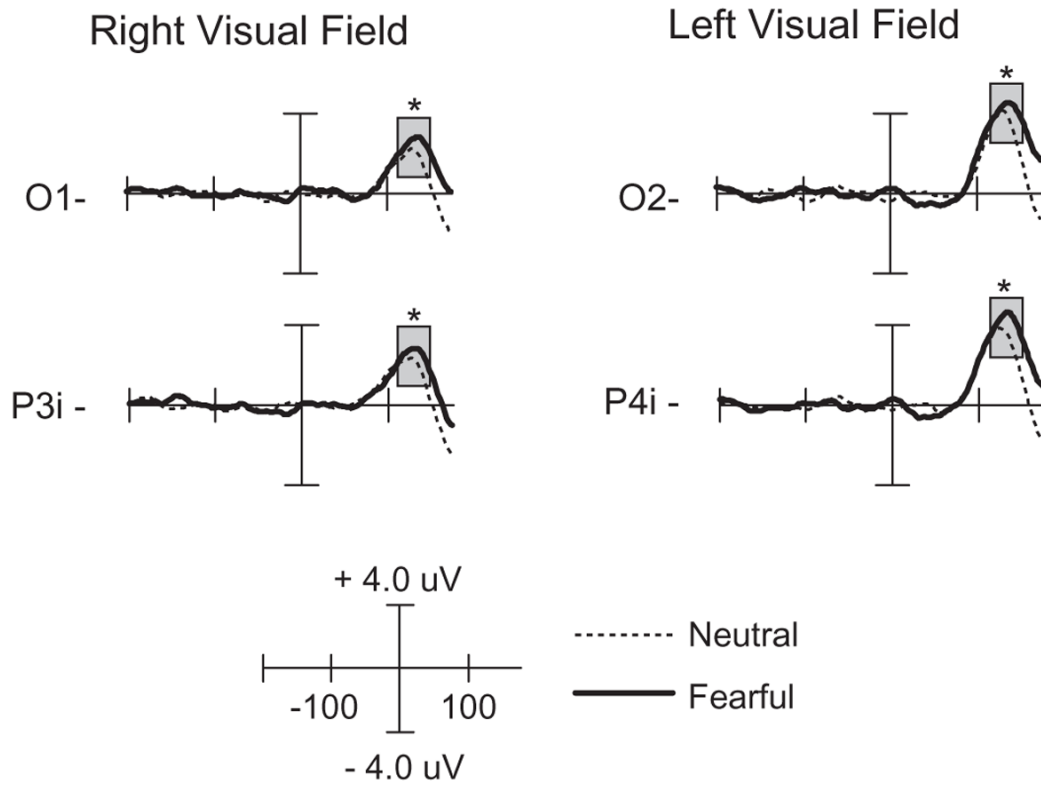 Right Visual Field
Left Visual Field
*
*
O1-
O2-
*
*
P3i -
P4i -
+ 4.0 uV
-100
100
- 4.0 uV
Neutral
Fearful